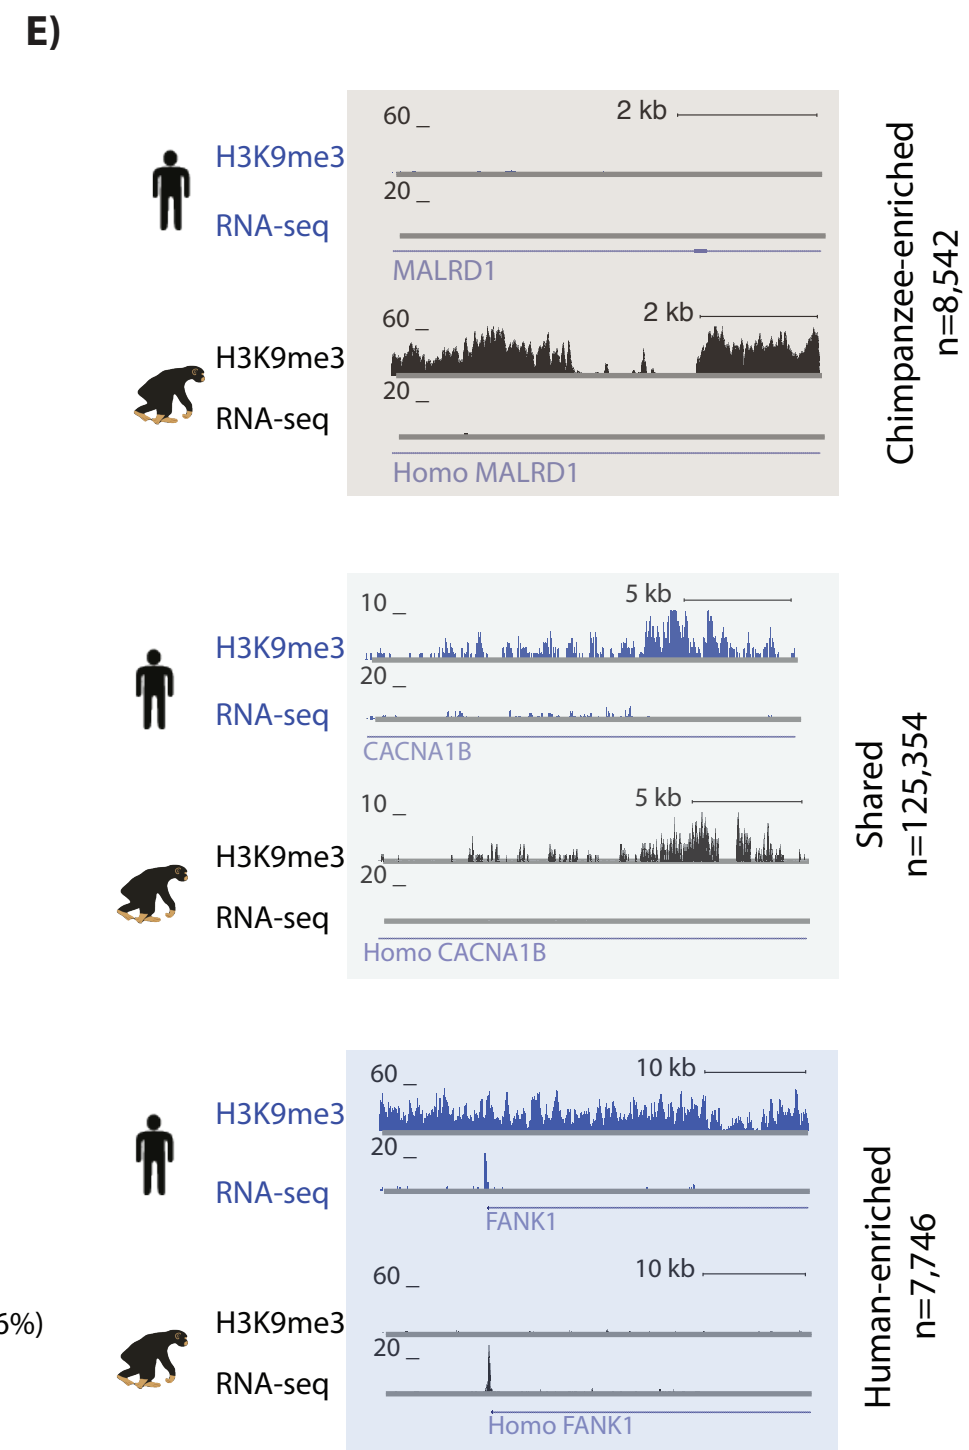 E)
60
2 kb
H3K9me3
20
RNA-seq
MALRD1
60
2 kb
H3K9me3
20
RNA-seq
Homo MALRD1
Chimpanzee-enriched
n=8,542
10
5 kb
H3K9me3
20
RNA-seq
CACNA1B
10
5 kb
H3K9me3
20
RNA-seq
Homo CACNA1B
Shared
n=125,354
60
10 kb
H3K9me3
20
RNA-seq
FANK1
60
10 kb
6%)
H3K9me3
20
RNA-seq
Homo FANK1
Human-enriched
n=7,746